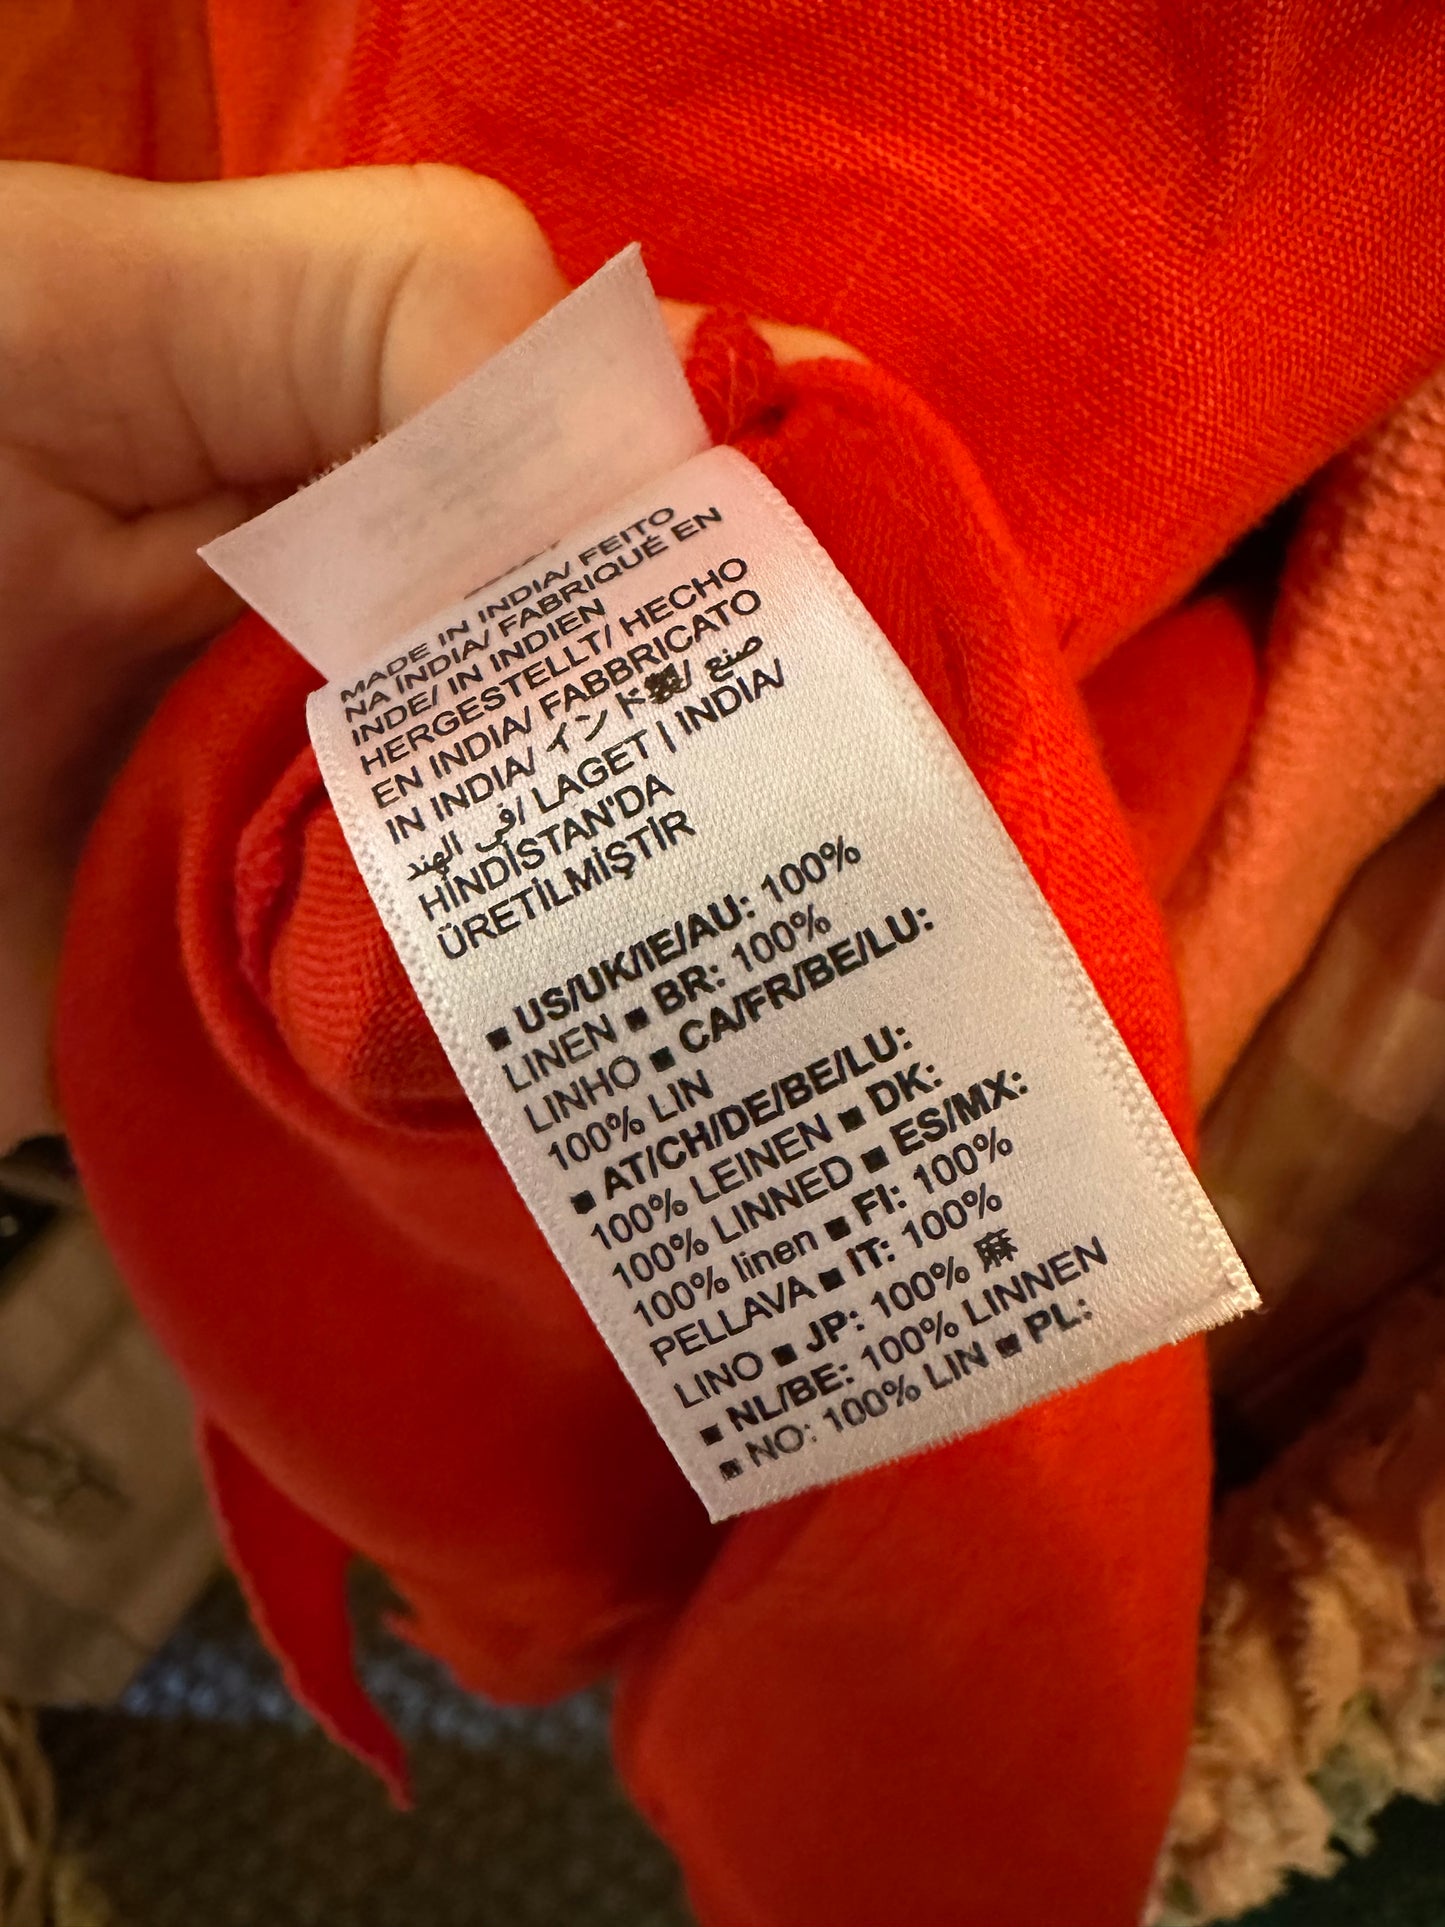 MADE IN INDIA/ FEITO
NA INDIA/ FABRIQUÉ EN
INDE/ IN INDIEN
HERGESTELLT/ HECHO
EN INDIA/ FABBRICATO
IN INDIA/ インド製/ صنع
في الهند/ LAGET I INDIA/
HİNDİSTAN'DA
ÜRETİLMİŞTİR
■ US/UK/IE/AU: 100%
LINEN ■ BR: 100%
LINHO ■ CA/FR/BE/LU:
100% LIN
■ AT/CH/DE/BE/LU:
100% LEINEN ■ DK:
100% LINNED ■ ES/MX:
100% linen ■ FI: 100%
PELLAVA ■ IT: 100%
LINO ■ JP: 100% 麻
■ NL/BE: 100% LINNEN
■ NO: 100% LIN ■ PL: